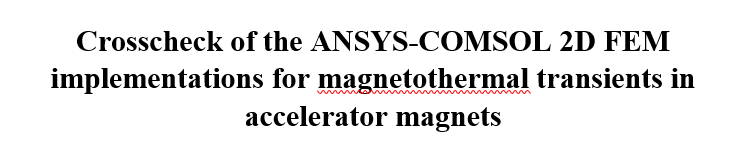 Crosscheck of the ANSYS-COMSOL 2D FEM
implementations for magnetothermal transients in
accelerator magnets